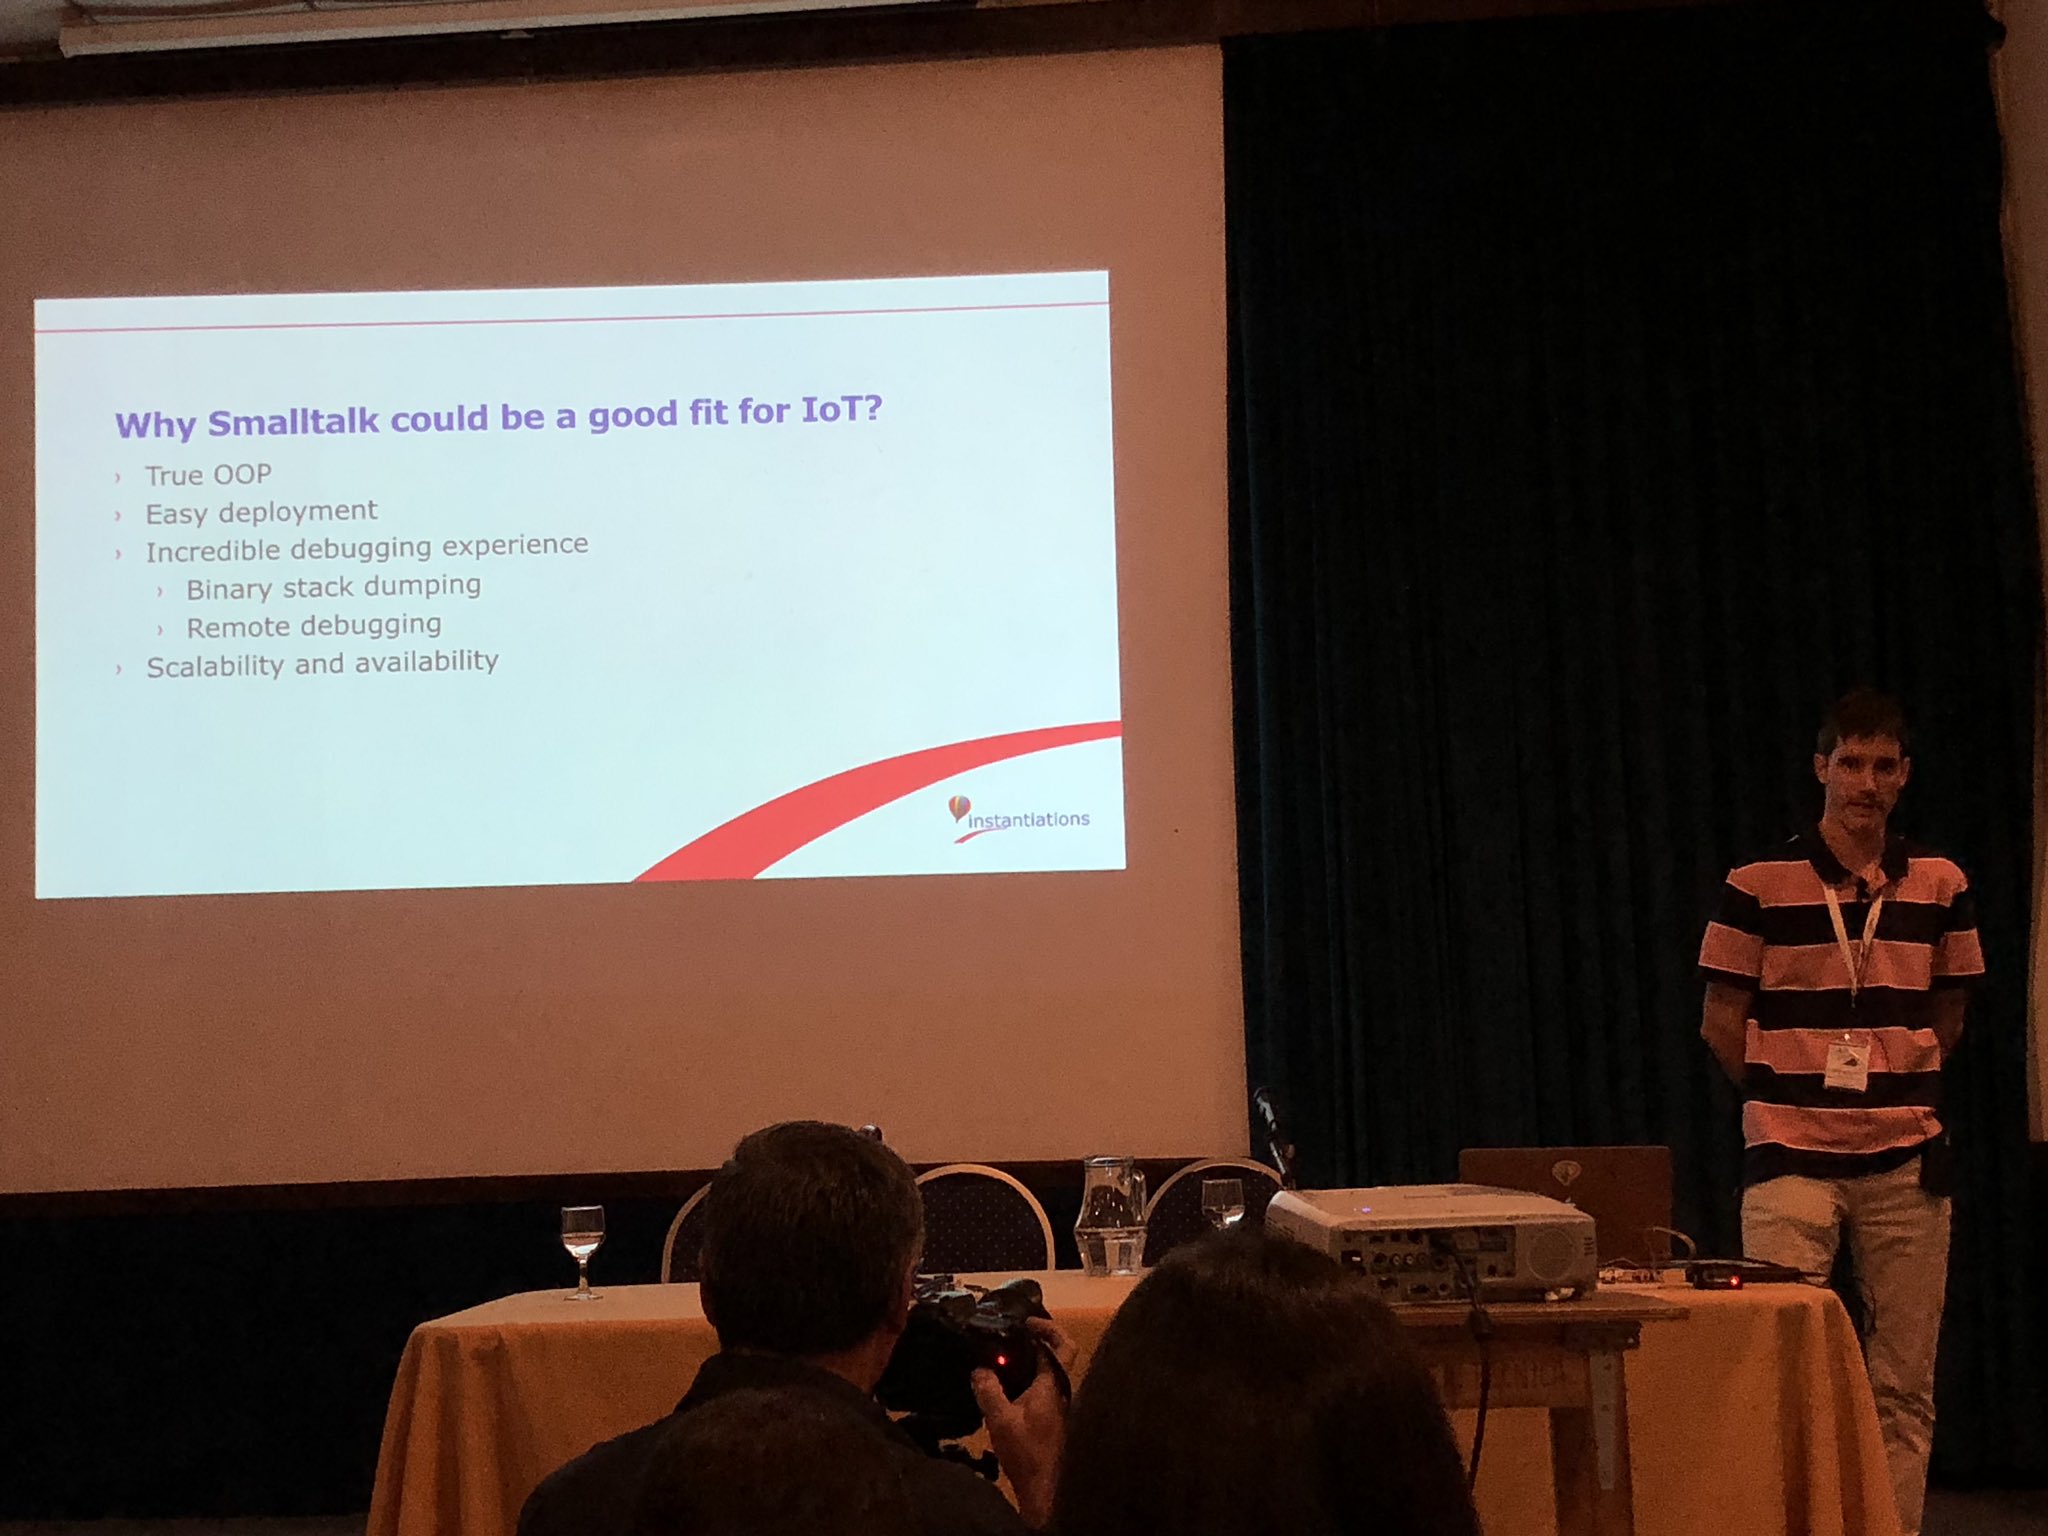 Why Smalltalk could be a good fit for IoT?
› True OOP
› Easy deployment
› Incredible debugging experience
› Binary stack dumping
› Remote debugging
› Scalability and availability
instantiations